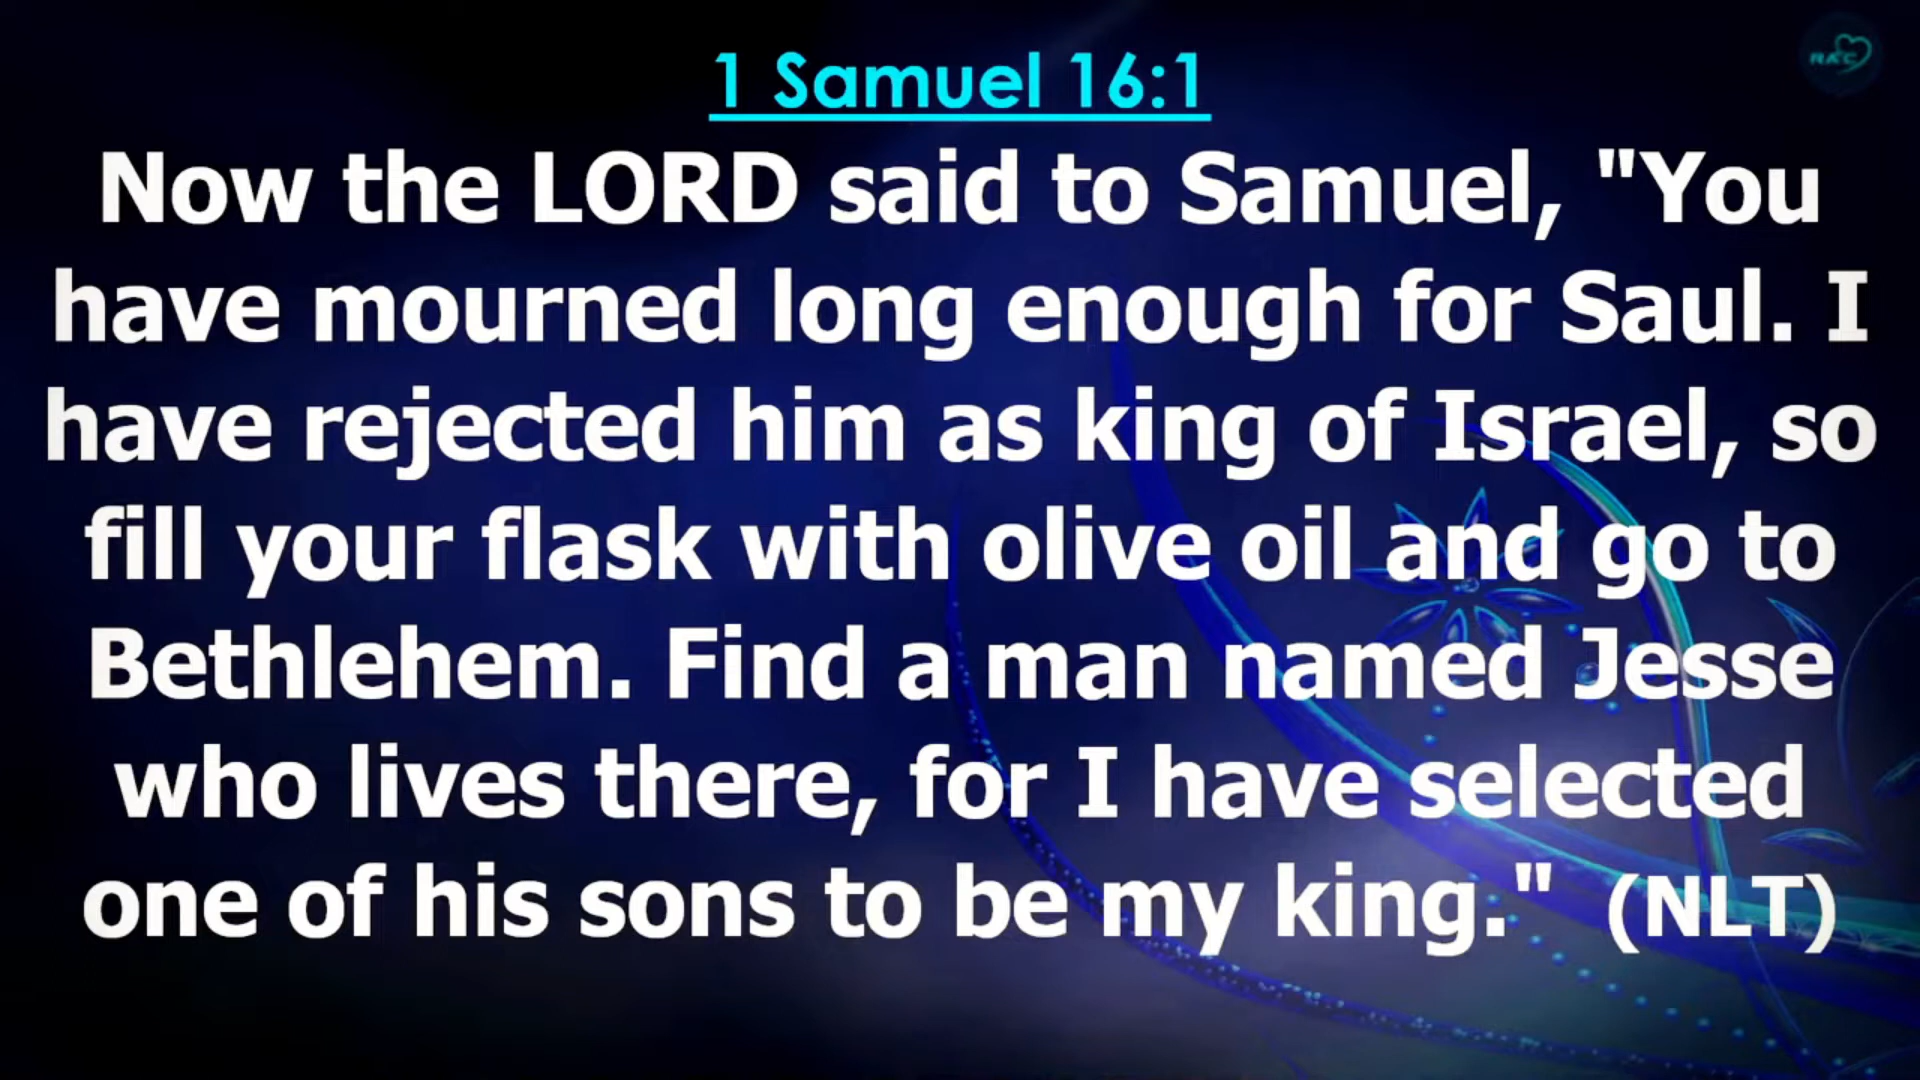 RAC
1 Samuel 16:1
Now the LORD said to Samuel, "You
have mourned long enough for Saul. I
have rejected him as king of Israel, so
fill your flask with olive oil and go to
Bethlehem. Find a man named Jesse
who lives there, for I have selected
one of his sons to be my king." (NLT)